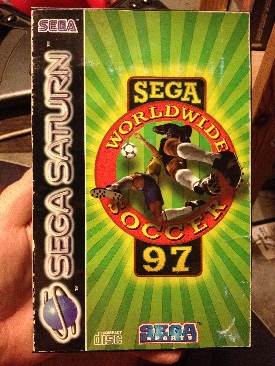 SEGA
SEGA SATURN
SEGA
WORLDWIDE
SOCCER
97
COMPACT
disc
SEGA
SPORTS